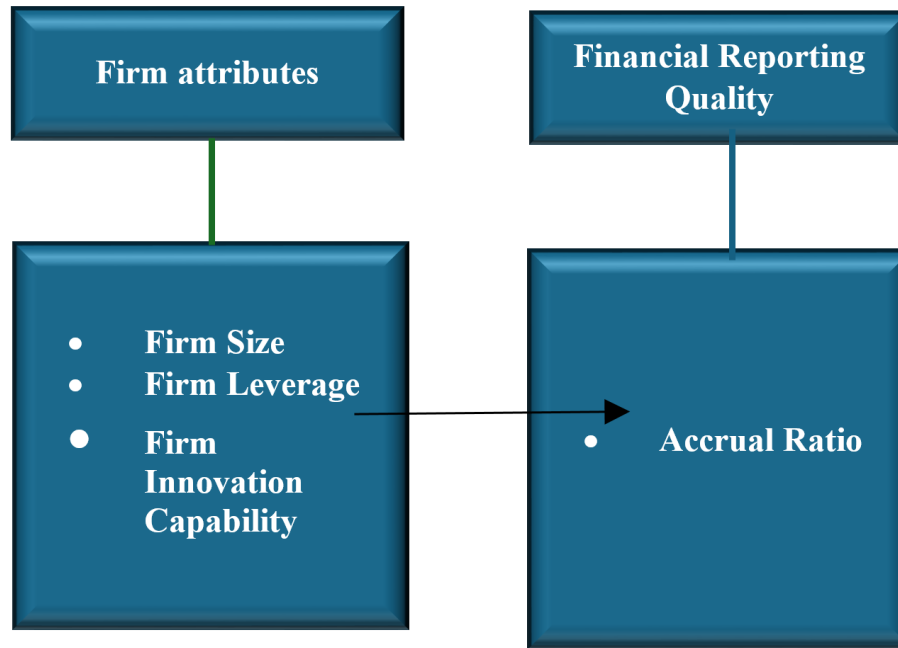 Firm attributes
Financial Reporting
Quality
• Firm Size
• Firm Leverage
• Firm
Innovation
Capability
• Accrual Ratio